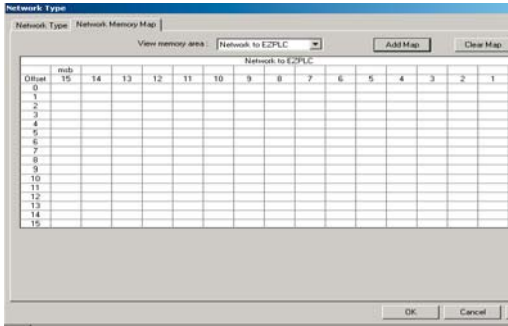 Network Type
Network Type Network Memory Map
View memory area : Network to EZPLC Add Map Clear Map
Network to EZPLC
msb
Offset 15 14 13 12 11 10 9 8 7 6 5 4 3 2 1
0
1
2
3
4
5
6
7
8
9
10
11
12
13
14
15
OK Cancel